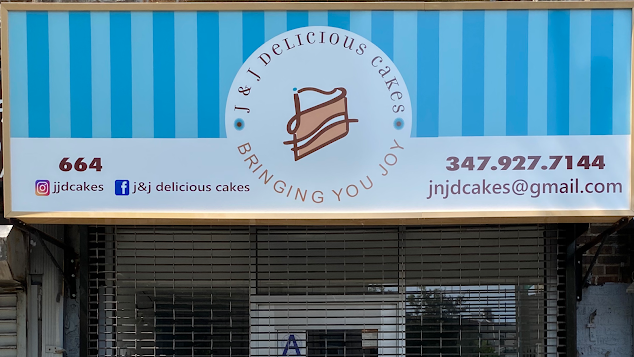 J & J DELICIOUS CAKES
BRINGING YOU JOY
664
jjdcakes
j&j delicious cakes
347.927.7144
jnjdcakes@gmail.com
A